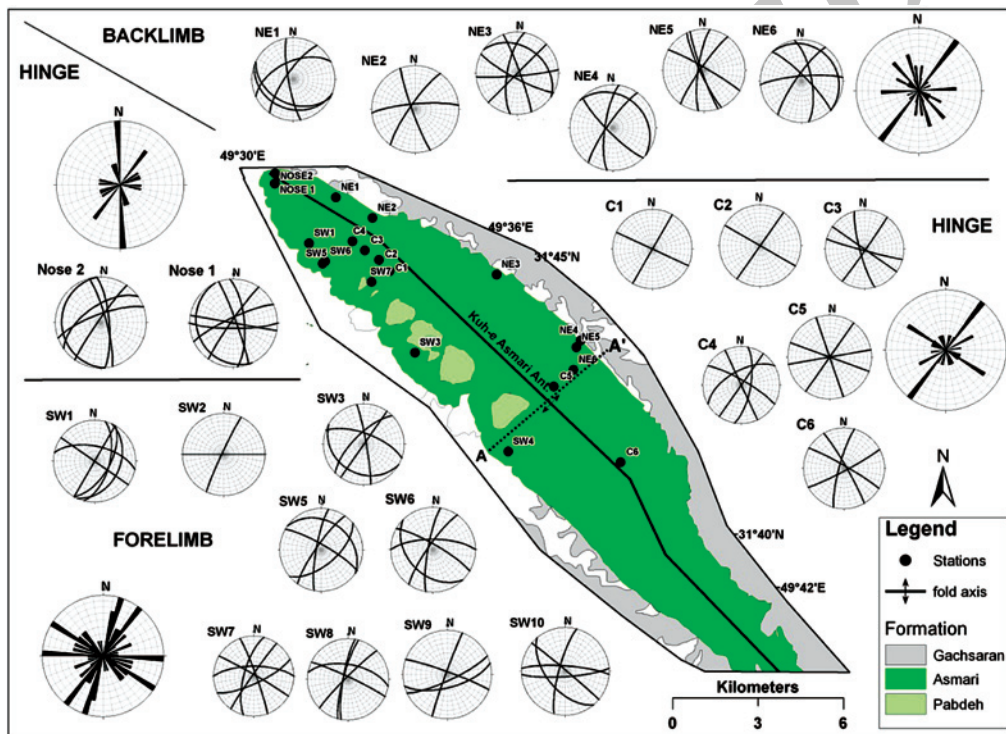 BACKLIMB
HINGE
NE1
N
NE2
N
NE3
N
NE4
N
NE5
N
NE6
N
N
N
49°30'E
NOSE2
NOSE 1
NE1
NE2
SW1
C4
C3
SW6
SW5
C2
C1
SW7
49°36'E
31°45'N
NE3
SW3
NE4
NE5
NE6
A'
C5
Kuh-e Asmari Ant.
A
SW4
C6
31°40'N
49°42'E
HINGE
C1
N
C2
N
C3
N
C4
N
C5
N
C6
N
N
Nose 2
N
Nose 1
N
SW1
N
SW2
N
SW3
N
SW5
N
SW6
N
FORELIMB
N
SW7
N
SW8
N
SW9
N
SW10
N
N
Legend
Stations
fold axis
Formation
Gachsaran
Asmari
Pabdeh
Kilometers
0 3 6